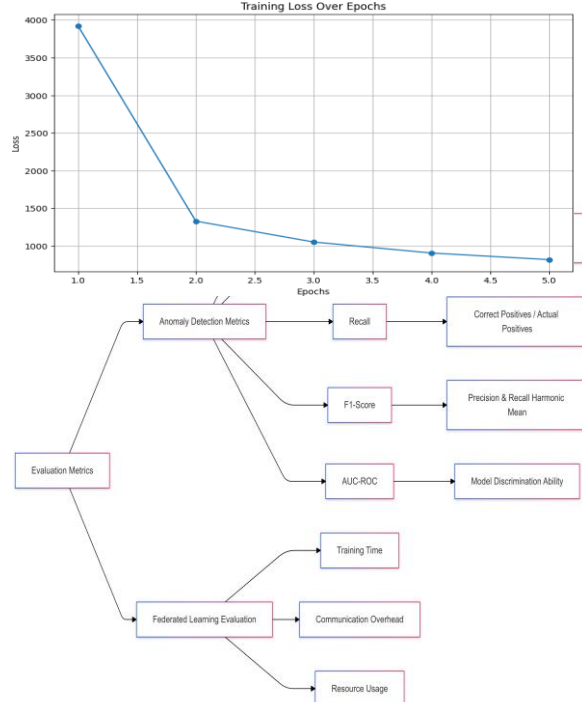 Training Loss Over Epochs
4000
3500
3000
2500
2000
1500
1000
Loss
1.0 1.5 2.0 2.5 3.0 3.5 4.0 4.5 5.0
Epochs
Anomaly Detection Metrics
Recall
Correct Positives / Actual
Positives
F1-Score
Precision & Recall Harmonic
Mean
Evaluation Metrics
AUC-ROC
Model Discrimination Ability
Training Time
Federated Learning Evaluation
Communication Overhead
Resource Usage